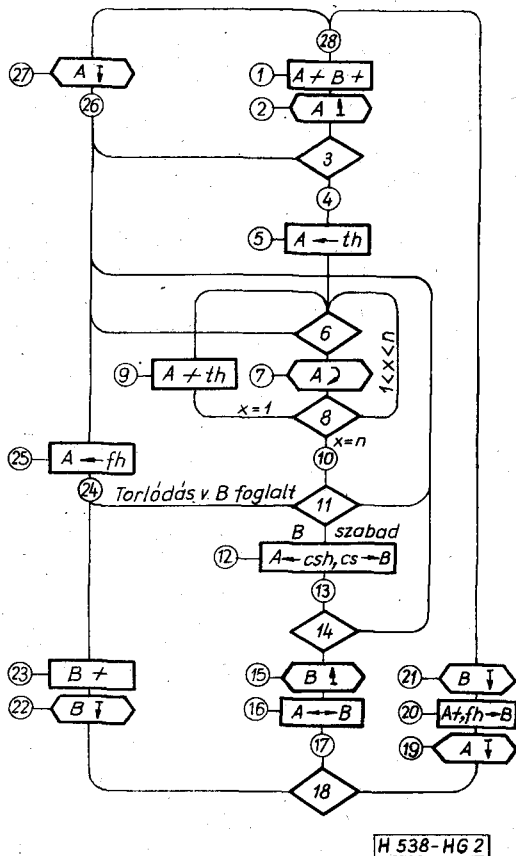 28
27 A ↧
1 A + B +
26
2 A ↥
3
4
5 A ← th
6
9 A + th
7 A
1 < x < n
8
x = 1
x = n
10
25 A ← fh
24
Torlódás v. B foglalt
11
B szabad
12 A ← csh, cs → B
13
14
23 B +
15 B ↥
21 B ↧
22 B ↧
16 A ↔ B
20 A+, fh → B
17
19 A ↧
18
H 538-HG 2